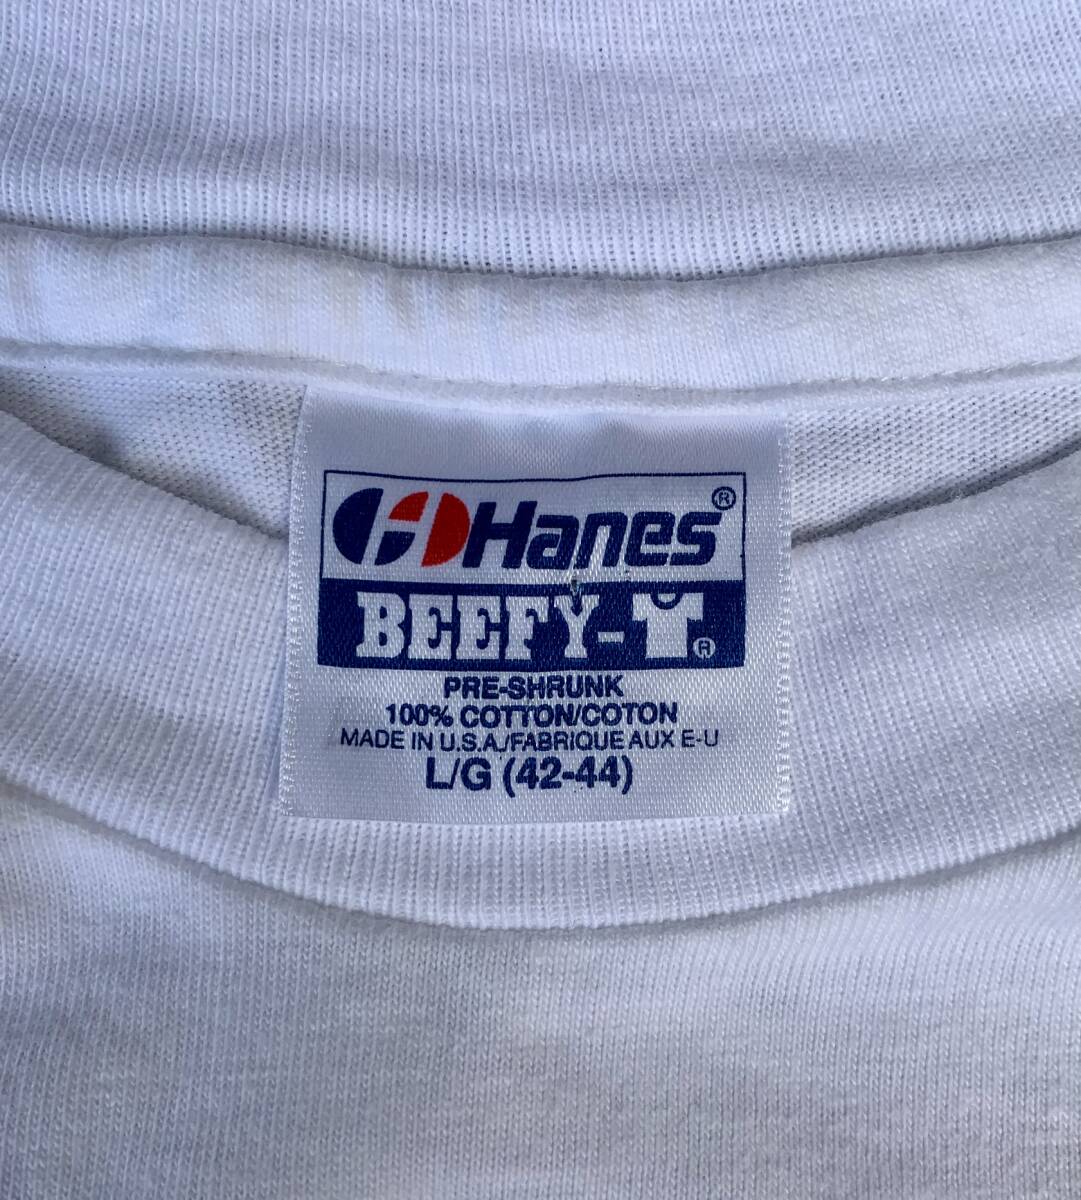 Hanes®
BEEFY-T®
PRE-SHRUNK
100% COTTON/COTON
MADE IN U.S.A./FABRIQUE AUX E-U
L/G (42-44)